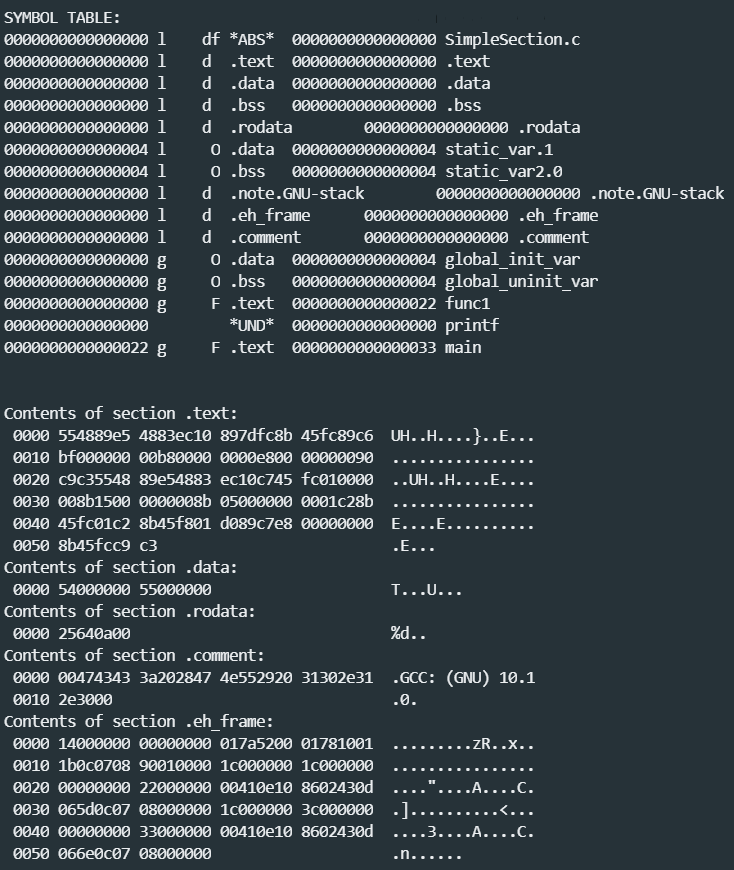 SYMBOL TABLE:
0000000000000000 l    df *ABS*  0000000000000000 SimpleSection.c
0000000000000000 l    d  .text  0000000000000000 .text
0000000000000000 l    d  .data  0000000000000000 .data
0000000000000000 l    d  .bss   0000000000000000 .bss
0000000000000000 l    d  .rodata        0000000000000000 .rodata
0000000000000004 l     O .data  0000000000000004 static_var.1
0000000000000004 l     O .bss   0000000000000004 static_var2.0
0000000000000000 l    d  .note.GNU-stack        0000000000000000 .note.GNU-stack
0000000000000000 l    d  .eh_frame      0000000000000000 .eh_frame
0000000000000000 l    d  .comment       0000000000000000 .comment
0000000000000000 g     O .data  0000000000000004 global_init_var
0000000000000000 g     O .bss   0000000000000004 global_uninit_var
0000000000000000 g     F .text  0000000000000022 func1
0000000000000000         *UND*  0000000000000000 printf
0000000000000022 g     F .text  0000000000000033 main
Contents of section .text:
 0000 554889e5 4883ec10 897dfc8b 45fc89c6  UH..H....}..E...
 0010 bf000000 00b80000 0000e800 00000090  ................
 0020 c9c35548 89e54883 ec10c745 fc010000  ..UH..H....E....
 0030 008b1500 0000008b 05000000 0001c28b  ................
 0040 45fc01c2 8b45f801 d089c7e8 00000000  E....E..........
 0050 8b45fcc9 c3                          .E...
Contents of section .data:
 0000 54000000 55000000                    T...U...
Contents of section .rodata:
 0000 25640a00                             %d..
Contents of section .comment:
 0000 00474343 3a202847 4e552920 31302e31  .GCC: (GNU) 10.1
 0010 2e3000                               .0.
Contents of section .eh_frame:
 0000 14000000 00000000 017a5200 01781001  .........zR..x..
 0010 1b0c0708 90010000 1c000000 1c000000  ................
 0020 00000000 22000000 00410e10 8602430d  ...."....A....C.
 0030 065d0c07 08000000 1c000000 3c000000  .]..........<...
 0040 00000000 33000000 00410e10 8602430d  ....3....A....C.
 0050 066e0c07 08000000                    .n......